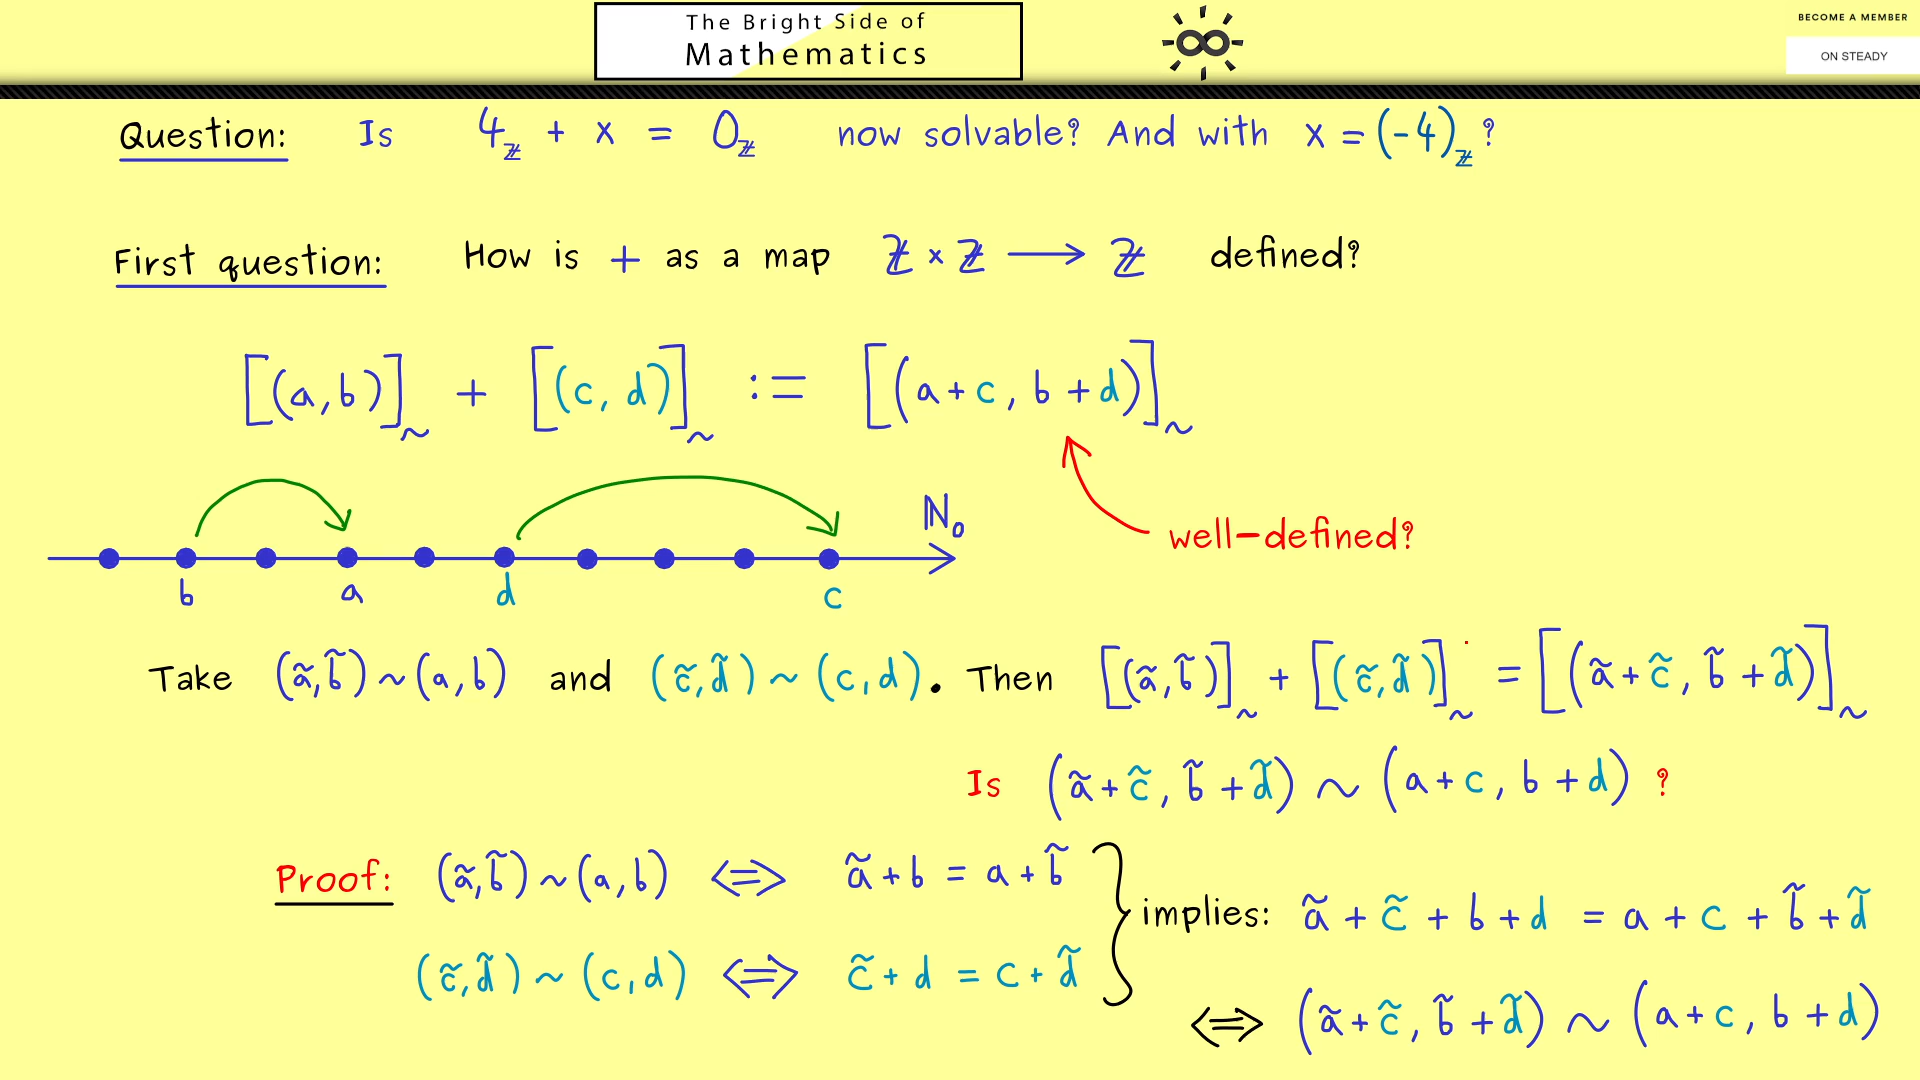 The Bright Side of
Mathematics
BECOME A MEMBER
ON STEADY
Question: Is 4_ℤ + x = 0_ℤ now solvable? And with x = (-4)_ℤ ?
First question: How is + as a map ℤ × ℤ ⟶ ℤ defined?
[(a, b)]_~ + [(c, d)]_~ := [(a + c, b + d)]_~
ℕ₀
well-defined?
b a d c
Take (ã, b̃) ~ (a, b) and (c̃, d̃) ~ (c, d). Then [(ã, b̃)]_~ + [(c̃, d̃)]_~ = [(ã + c̃, b̃ + d̃)]_~
Is (ã + c̃, b̃ + d̃) ~ (a + c, b + d) ?
Proof: (ã, b̃) ~ (a, b) ⟺ ã + b = a + b̃
implies: ã + c̃ + b + d = a + c + b̃ + d̃
(c̃, d̃) ~ (c, d) ⟺ c̃ + d = c + d̃
⟺ (ã + c̃, b̃ + d̃) ~ (a + c, b + d)